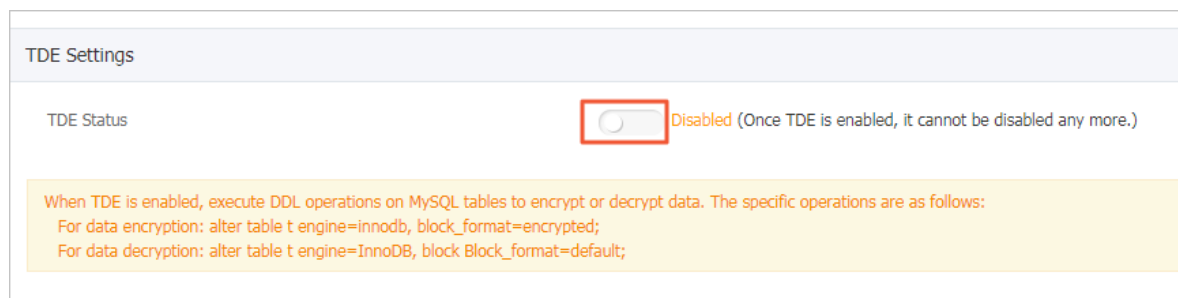 TDE Settings
TDE Status
Disabled (Once TDE is enabled, it cannot be disabled any more.)
When TDE is enabled, execute DDL operations on MySQL tables to encrypt or decrypt data. The specific operations are as follows:
For data encryption: alter table t engine=innodb, block_format=encrypted;
For data decryption: alter table t engine=InnoDB, block Block_format=default;